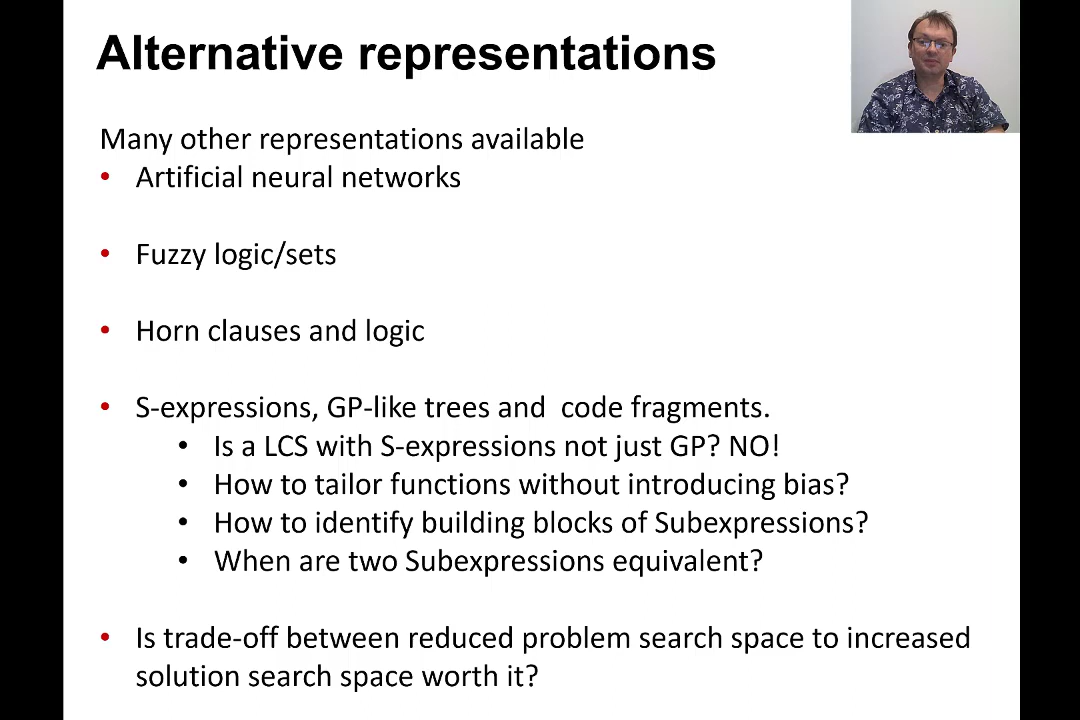 Alternative representations
Many other representations available
• Artificial neural networks
• Fuzzy logic/sets
• Horn clauses and logic
• S-expressions, GP-like trees and  code fragments.
• Is a LCS with S-expressions not just GP? NO!
• How to tailor functions without introducing bias?
• How to identify building blocks of Subexpressions?
• When are two Subexpressions equivalent?
• Is trade-off between reduced problem search space to increased
solution search space worth it?